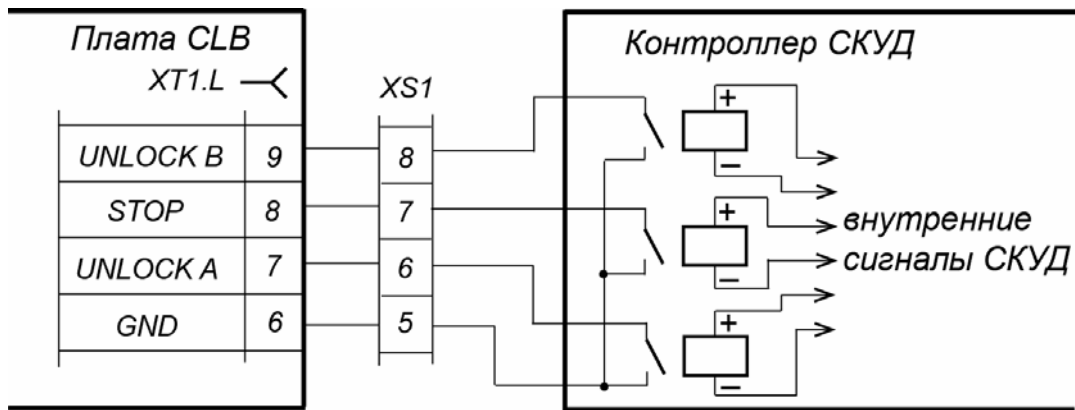 Плата CLB
XT1.L
XS1
UNLOCK B 9 8
STOP 8 7
UNLOCK A 7 6
GND 6 5
Контроллер СКУД
+
−
+
−
+
−
внутренние
сигналы СКУД